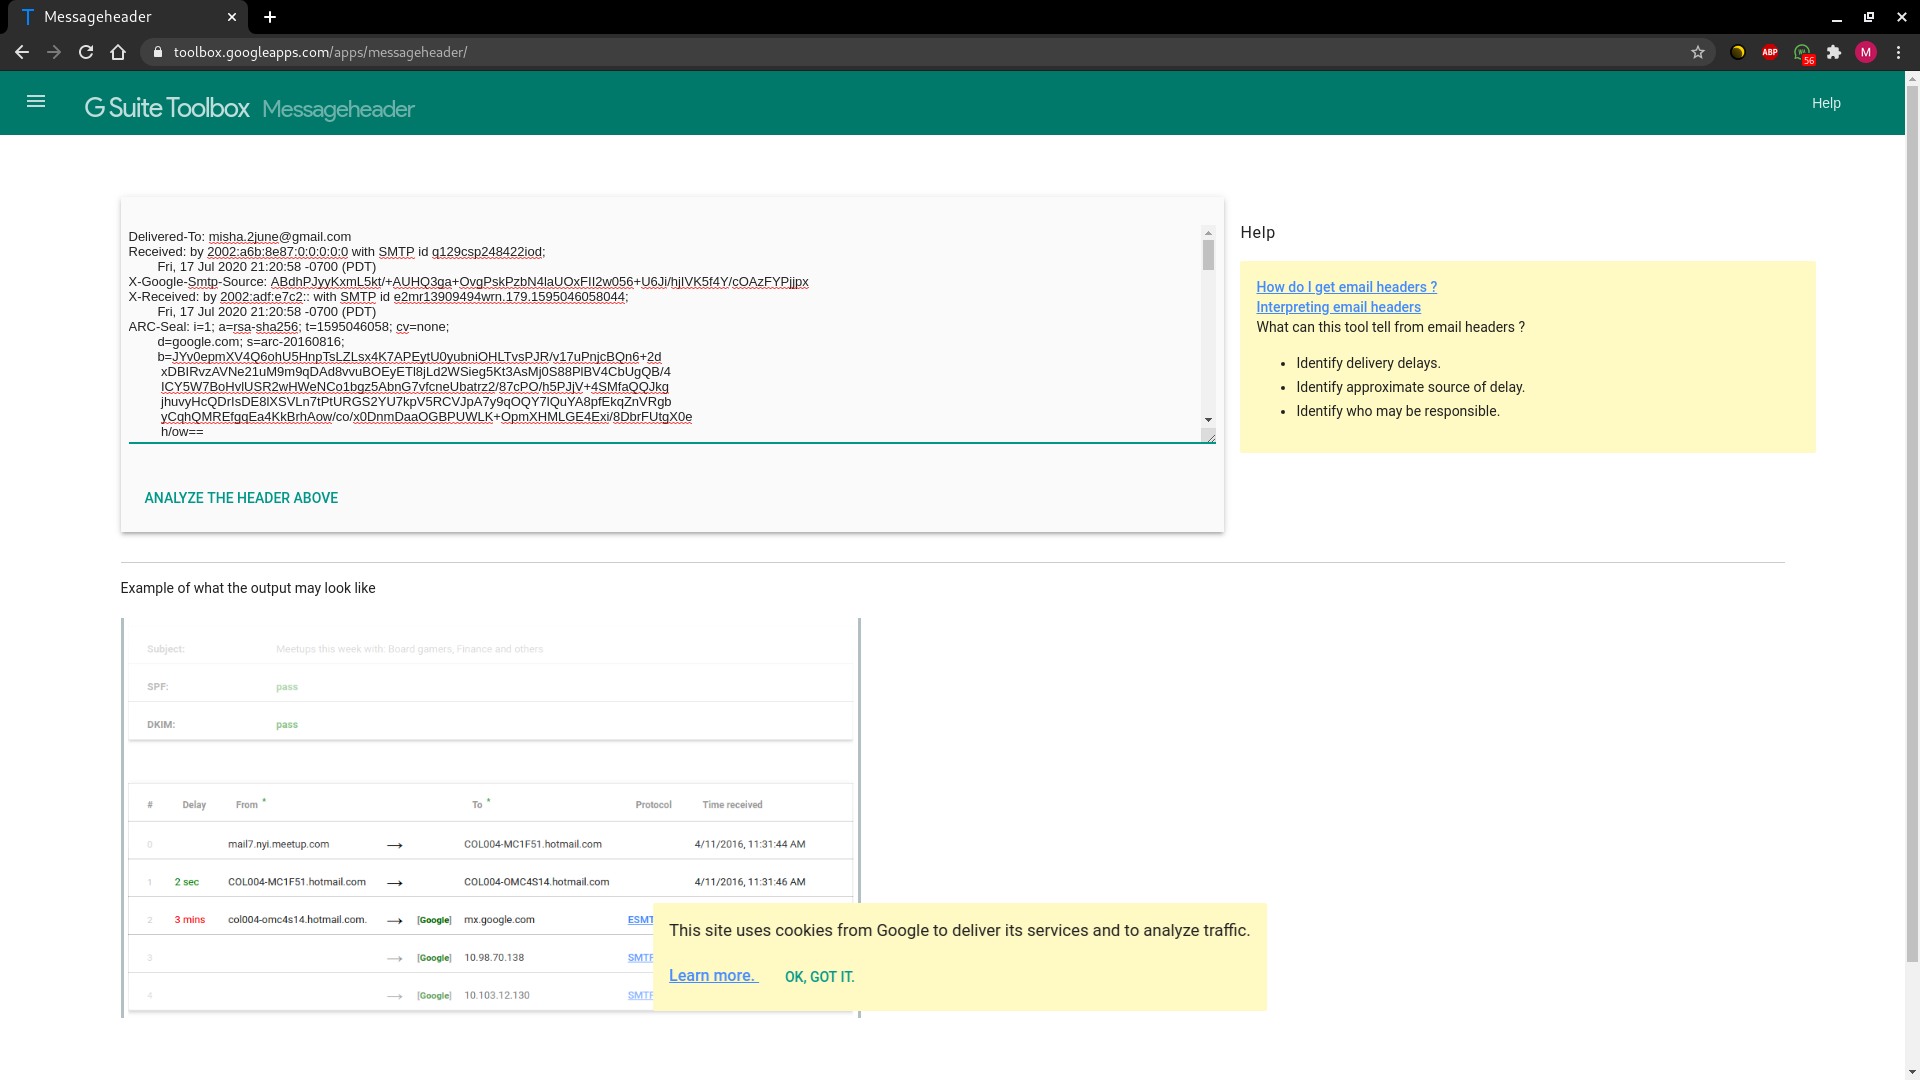 Messageheader
toolbox.googleapps.com/apps/messageheader/
ABP
56
M
G Suite Toolbox Messageheader
Help
Delivered-To: misha.2june@gmail.com
Received: by 2002:a6b:8e87:0:0:0:0:0 with SMTP id q129csp248422iod;
Fri, 17 Jul 2020 21:20:58 -0700 (PDT)
X-Google-Smtp-Source: ABdhPJyyKxmL5kt/+AUHQ3ga+OvgPskPzbN4laUOxFII2w056+U6Ji/hjIVK5f4Y/cOAzFYPjjpx
X-Received: by 2002:adf:e7c2:: with SMTP id e2mr13909494wrn.179.1595046058044;
Fri, 17 Jul 2020 21:20:58 -0700 (PDT)
ARC-Seal: i=1; a=rsa-sha256; t=1595046058; cv=none;
d=google.com; s=arc-20160816;
b=JYv0epmXV4Q6ohU5HnpTsLZLsx4K7APEytU0yubniOHLTvsPJR/v17uPnjcBQn6+2d
xDBIRvzAVNe21uM9m9qDAd8vvuBOEyETl8jLd2WSieg5Kt3AsMj0S88PlBV4CbUgQB/4
ICY5W7BoHvlUSR2wHWeNCo1bgz5AbnG7vfcneUbatrz2/87cPO/h5PJjV+4SMfaQQJkg
jhuvyHcQDrIsDE8lXSVLn7tPtURGS2YU7kpV5RCVJpA7y9qOQY7lQuYA8pfEkqZnVRgb
yCqhQMREfgqEa4KkBrhAow/co/x0DnmDaaOGBPUWLK+OpmXHMLGE4Exi/8DbrFUtgX0e
h/ow==
ANALYZE THE HEADER ABOVE
Help
How do I get email headers ?
Interpreting email headers
What can this tool tell from email headers ?
• Identify delivery delays.
• Identify approximate source of delay.
• Identify who may be responsible.
Example of what the output may look like
Subject: Meetups this week with: Board gamers, Finance and others
SPF: pass
DKIM: pass
# Delay From * To * Protocol Time received
0 mail7.nyi.meetup.com → COL004-MC1F51.hotmail.com 4/11/2016, 11:31:44 AM
1 2 sec COL004-MC1F51.hotmail.com → COL004-OMC4S14.hotmail.com 4/11/2016, 11:31:46 AM
2 3 mins col004-omc4s14.hotmail.com. → [Google] mx.google.com ESMT
3 → [Google] 10.98.70.138 SMTP
4 → [Google] 10.103.12.130 SMTP
This site uses cookies from Google to deliver its services and to analyze traffic.
Learn more. OK, GOT IT.